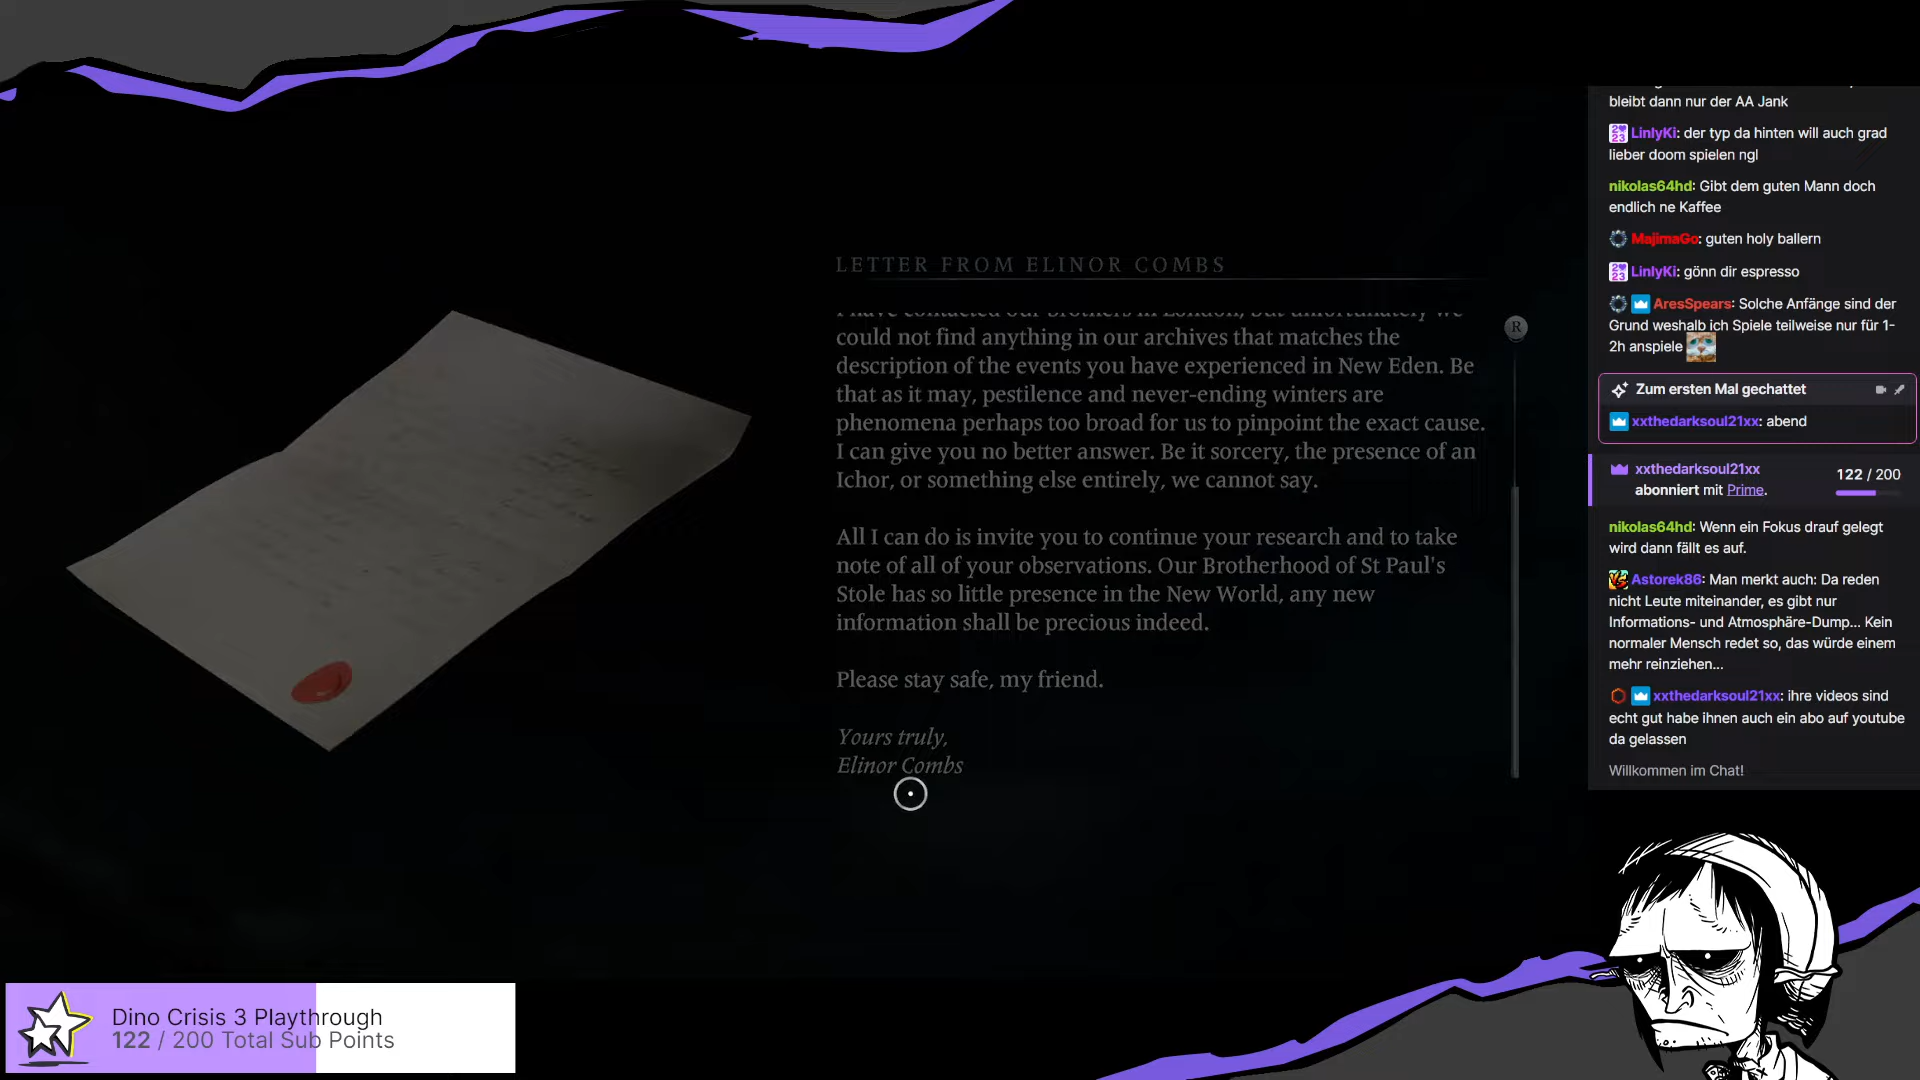 LETTER FROM ELINOR COMBS
I have contacted our brothers in London, but unfortunately we
could not find anything in our archives that matches the
description of the events you have experienced in New Eden. Be
that as it may, pestilence and never-ending winters are
phenomena perhaps too broad for us to pinpoint the exact cause.
I can give you no better answer. Be it sorcery, the presence of an
Ichor, or something else entirely, we cannot say.
All I can do is invite you to continue your research and to take
note of all of your observations. Our Brotherhood of St Paul's
Stole has so little presence in the New World, any new
information shall be precious indeed.
Please stay safe, my friend.
Yours truly,
Elinor Combs
R
bleibt dann nur der AA Jank
LinlyKi: der typ da hinten will auch grad
lieber doom spielen ngl
nikolas64hd: Gibt dem guten Mann doch
endlich ne Kaffee
MajimaGo: guten holy ballern
LinlyKi: gönn dir espresso
AresSpears: Solche Anfänge sind der
Grund weshalb ich Spiele teilweise nur für 1-
2h anspiele
Zum ersten Mal gechattet
xxthedarksoul21xx: abend
xxthedarksoul21xx
abonniert mit Prime.
122 / 200
nikolas64hd: Wenn ein Fokus drauf gelegt
wird dann fällt es auf.
Astorek86: Man merkt auch: Da reden
nicht Leute miteinander, es gibt nur
Informations- und Atmosphäre-Dump... Kein
normaler Mensch redet so, das würde einem
mehr reinziehen...
xxthedarksoul21xx: ihre videos sind
echt gut habe ihnen auch ein abo auf youtube
da gelassen
Willkommen im Chat!
Dino Crisis 3 Playthrough
122 / 200 Total Sub Points